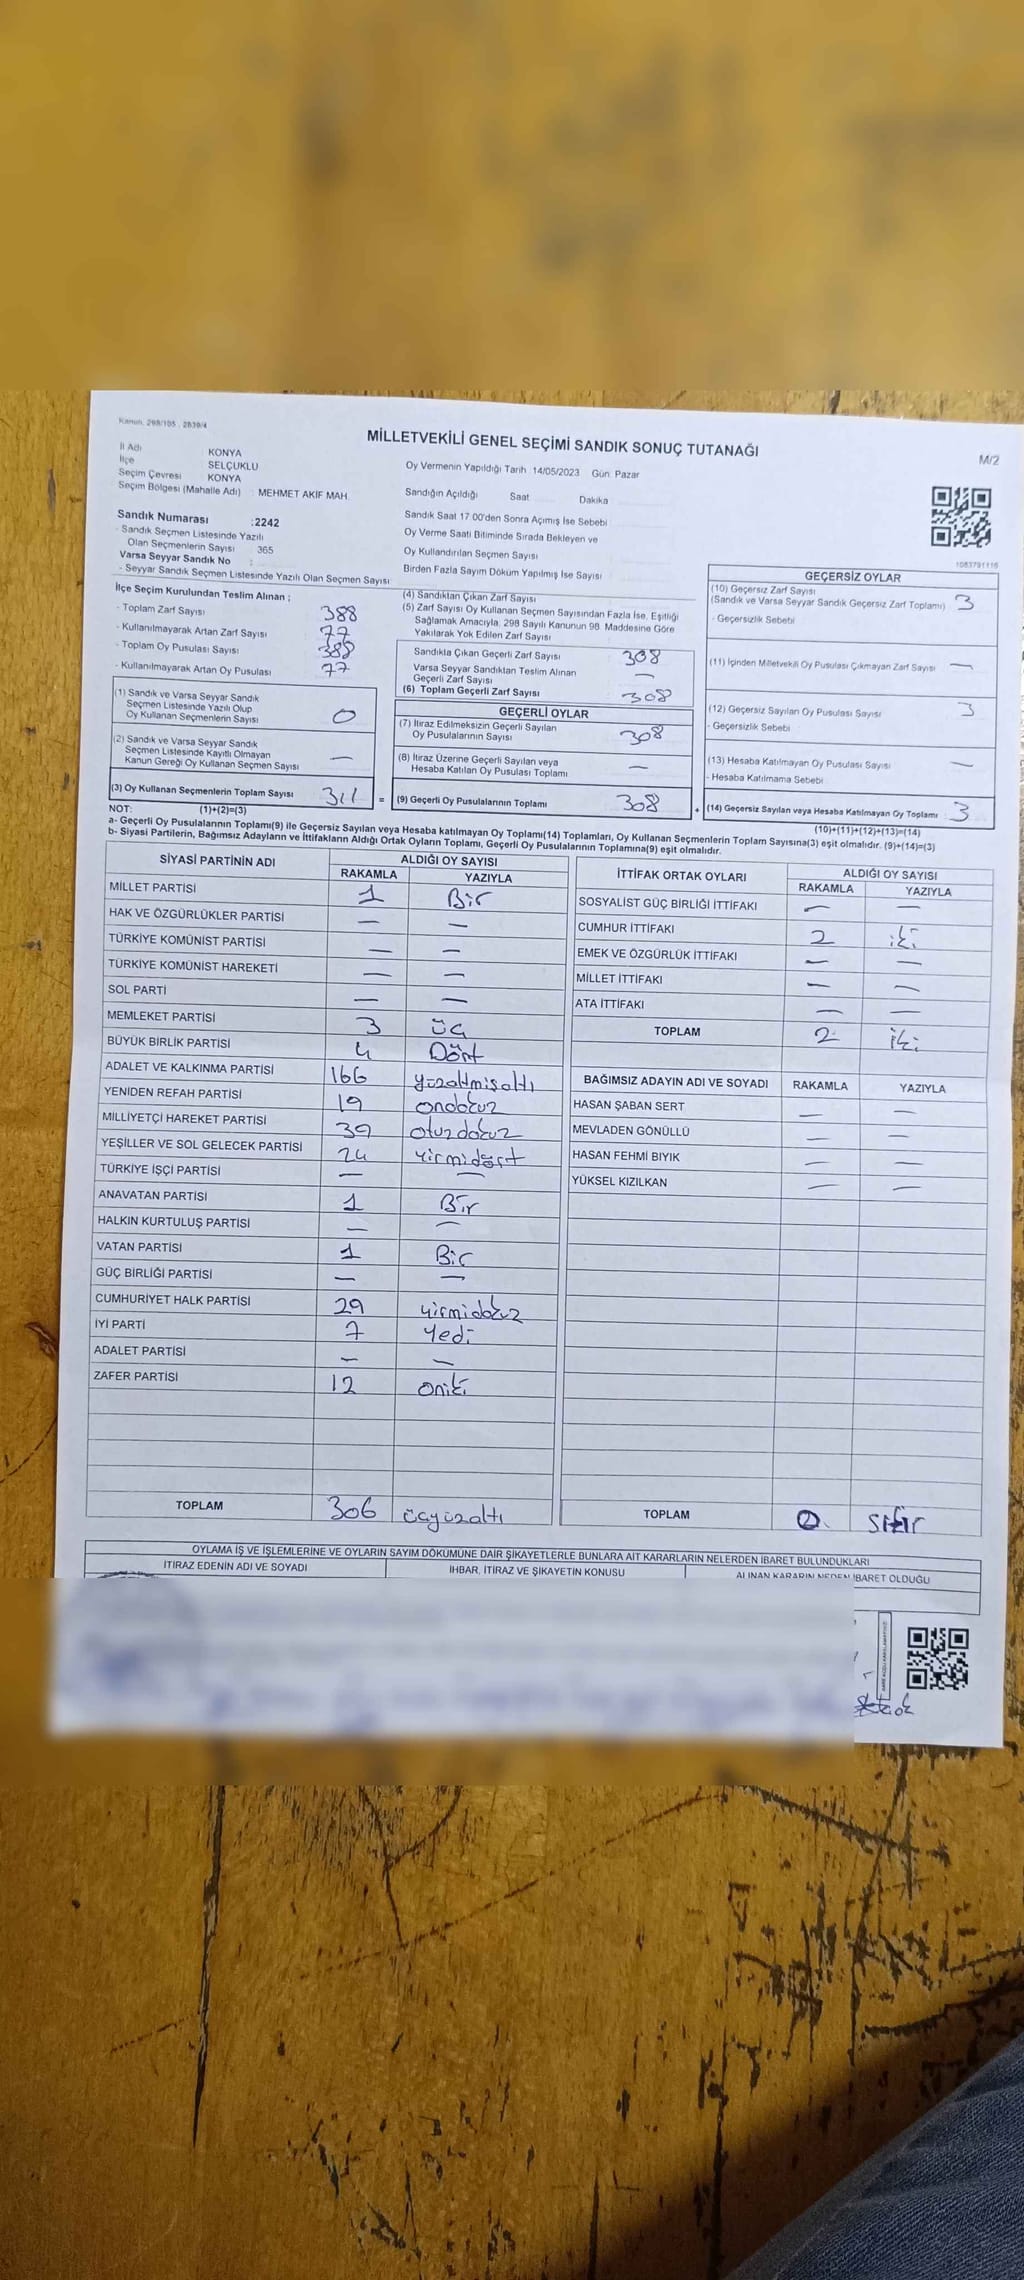 Kanun, 298/105 , 2839/4
MİLLETVEKİLİ GENEL SEÇİMİ SANDIK SONUÇ TUTANAĞI
M/2
İl Adı KONYA
İlçe SELÇUKLU
Seçim Çevresi KONYA
Seçim Bölgesi (Mahalle Adı) : MEHMET AKİF MAH.
Oy Vermenin Yapıldığı Tarih 14/05/2023 Gün: Pazar
Sandığın Açıldığı Saat Dakika
Sandık Saat 17:00'den Sonra Açımış İse Sebebi
Oy Verme Saati Bitiminde Sırada Bekleyen ve
Oy Kullandırılan Seçmen Sayısı
Birden Fazla Sayım Döküm Yapılmış İse Sayısı
Sandık Numarası :2242
- Sandık Seçmen Listesinde Yazılı
Olan Seçmenlerin Sayısı : 365
Varsa Seyyar Sandık No :
- Seyyar Sandık Seçmen Listesinde Yazılı Olan Seçmen Sayısı
1083791116
İlçe Seçim Kurulundan Teslim Alınan ;
- Toplam Zarf Sayısı 388
- Kullanılmayarak Artan Zarf Sayısı 77
- Toplam Oy Pusulası Sayısı 388
- Kullanılmayarak Artan Oy Pusulası 77
(1) Sandık ve Varsa Seyyar Sandık
Seçmen Listesinde Yazılı Olup
Oy Kullanan Seçmenlerin Sayısı 0
(2) Sandık ve Varsa Seyyar Sandık
Seçmen Listesinde Kayıtlı Olmayan
Kanun Gereği Oy Kullanan Seçmen Sayısı —
(3) Oy Kullanan Seçmenlerin Toplam Sayısı 311 =
(4) Sandıktan Çıkan Zarf Sayısı
(5) Zarf Sayısı Oy Kullanan Seçmen Sayısından Fazla İse, Eşitliği
Sağlamak Amacıyla, 298 Sayılı Kanunun 98. Maddesine Göre
Yakılarak Yok Edilen Zarf Sayısı
Sandıkla Çıkan Geçerli Zarf Sayısı 308
Varsa Seyyar Sandıktan Teslim Alınan
Geçerli Zarf Sayısı —
(6) Toplam Geçerli Zarf Sayısı 308
GEÇERLİ OYLAR
(7) İtiraz Edilmeksizin Geçerli Sayılan
Oy Pusulalarının Sayısı 308
(8) İtiraz Üzerine Geçerli Sayılan veya
Hesaba Katılan Oy Pusulası Toplamı —
(9) Geçerli Oy Pusulalarının Toplamı 308 +
GEÇERSİZ OYLAR
(10) Geçersiz Zarf Sayısı
(Sandık ve Varsa Seyyar Sandık Geçersiz Zarf Toplamı) 3
- Geçersizlik Sebebi
(11) İçinden Milletvekili Oy Pusulası Çıkmayan Zarf Sayısı —
(12) Geçersiz Sayılan Oy Pusulası Sayısı 3
- Geçersizlik Sebebi
(13) Hesaba Katılmayan Oy Pusulası Sayısı —
- Hesaba Katılmama Sebebi
(14) Geçersiz Sayılan veya Hesaba Katılmayan Oy Toplamı : 3
NOT: (1)+(2)=(3)
(10)+(11)+(12)+(13)=(14)
a- Geçerli Oy Pusulalarının Toplamı(9) ile Geçersiz Sayılan veya Hesaba katılmayan Oy Toplamı(14) Toplamları, Oy Kullanan Seçmenlerin Toplam Sayısına(3) eşit olmalıdır. (9)+(14)=(3)
b- Siyasi Partilerin, Bağımsız Adayların ve İttifakların Aldığı Oyların Toplamı, Geçerli Oy Pusulalarının Toplamına(9) eşit olmalıdır.
SİYASİ PARTİNİN ADI ALDIĞI OY SAYISI
RAKAMLA YAZIYLA
MİLLET PARTİSİ 1 Bir
HAK VE ÖZGÜRLÜKLER PARTİSİ — —
TÜRKİYE KOMÜNİST PARTİSİ — —
TÜRKİYE KOMÜNİST HAREKETİ — —
SOL PARTİ — —
MEMLEKET PARTİSİ 3 üç
BÜYÜK BİRLİK PARTİSİ 4 Dört
ADALET VE KALKINMA PARTİSİ 166 yüzaltmışaltı
YENİDEN REFAH PARTİSİ 19 ondokuz
MİLLİYETÇİ HAREKET PARTİSİ 39 otuzdokuz
YEŞİLLER VE SOL GELECEK PARTİSİ 24 yirmidört
TÜRKİYE İŞÇİ PARTİSİ — —
ANAVATAN PARTİSİ 1 Bir
HALKIN KURTULUŞ PARTİSİ — —
VATAN PARTİSİ 1 Bir
GÜÇ BİRLİĞİ PARTİSİ — —
CUMHURİYET HALK PARTİSİ 29 yirmidokuz
İYİ PARTİ 7 yedi
ADALET PARTİSİ — —
ZAFER PARTİSİ 12 oniki
TOPLAM 306 üçyüzaltı
İTTİFAK ORTAK OYLARI ALDIĞI OY SAYISI
RAKAMLA YAZIYLA
SOSYALİST GÜÇ BİRLİĞİ İTTİFAKI — —
CUMHUR İTTİFAKI 2 iki
EMEK VE ÖZGÜRLÜK İTTİFAKI — —
MİLLET İTTİFAKI — —
ATA İTTİFAKI — —
TOPLAM 2 iki
BAĞIMSIZ ADAYIN ADI VE SOYADI RAKAMLA YAZIYLA
HASAN ŞABAN SERT — —
MEVLADEN GÖNÜLLÜ — —
HASAN FEHMİ BIYIK — —
YÜKSEL KIZILKAN — —
TOPLAM 0 sıfır
OYLAMA İŞ VE İŞLEMLERİNE VE OYLARIN SAYIM DÖKÜMÜNE DAİR ŞİKAYETLERLE BUNLARA AİT KARARLARIN NELERDEN İBARET BULUNDUKLARI
İTİRAZ EDENİN ADI VE SOYADI İHBAR, İTİRAZ VE ŞİKAYETİN KONUSU ALINAN KARARIN NEDEN İBARET OLDUĞU